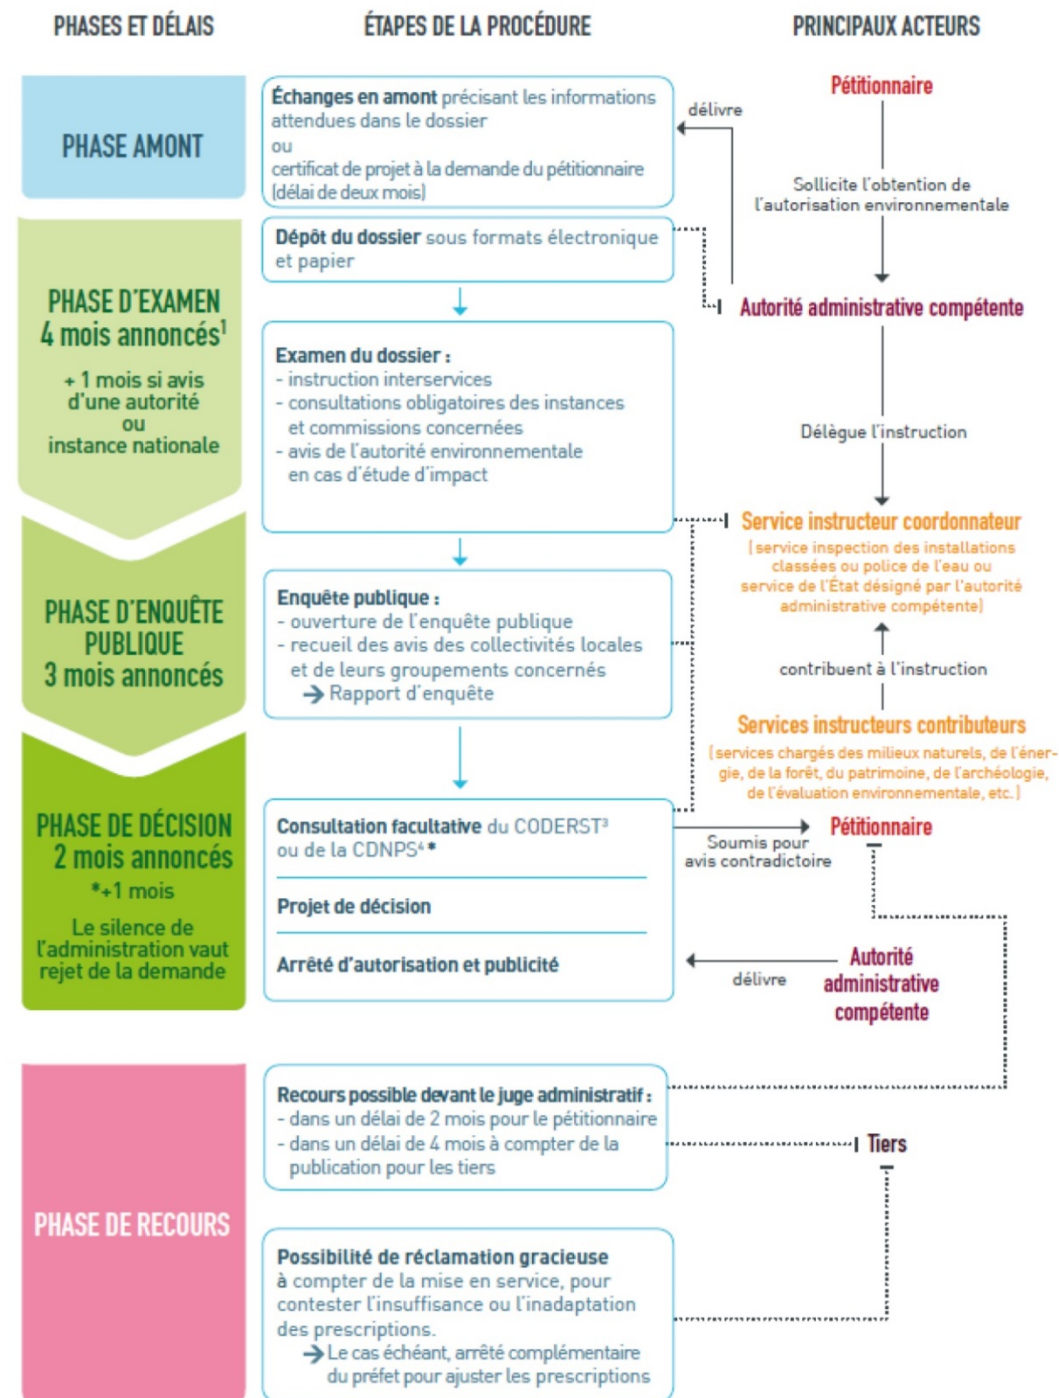 PHASES ET DÉLAIS
ÉTAPES DE LA PROCÉDURE
PRINCIPAUX ACTEURS
PHASE AMONT
Échanges en amont précisant les informations
attendues dans le dossier
ou
certificat de projet à la demande du pétitionnaire
(délai de deux mois)
délivre
Pétitionnaire
Sollicite l'obtention de
l'autorisation environnementale
Dépôt du dossier sous formats électronique
et papier
Autorité administrative compétente
PHASE D'EXAMEN
4 mois annoncés¹
+ 1 mois si avis
d'une autorité
ou
instance nationale
Examen du dossier :
- instruction interservices
- consultations obligatoires des instances
et commissions concernées
- avis de l'autorité environnementale
en cas d'étude d'impact
Délègue l'instruction
Service instructeur coordonnateur
(service inspection des installations
classées ou police de l'eau ou
service de l'État désigné par l'autorité
administrative compétente)
PHASE D'ENQUÊTE
PUBLIQUE
3 mois annoncés
Enquête publique :
- ouverture de l'enquête publique
- recueil des avis des collectivités locales
et de leurs groupements concernés
→ Rapport d'enquête
contribuent à l'instruction
Services instructeurs contributeurs
(services chargés des milieux naturels, de l'éner-
gie, de la forêt, du patrimoine, de l'archéologie,
de l'évaluation environnementale, etc.)
PHASE DE DÉCISION
2 mois annoncés
*+1 mois
Le silence de
l'administration vaut
rejet de la demande
Consultation facultative du CODERST³
ou de la CDNPS⁴ *
Projet de décision
Arrêté d'autorisation et publicité
Soumis pour
avis contradictoire
Pétitionnaire
délivre
Autorité
administrative
compétente
PHASE DE RECOURS
Recours possible devant le juge administratif :
- dans un délai de 2 mois pour le pétitionnaire
- dans un délai de 4 mois à compter de la
publication pour les tiers
Tiers
Possibilité de réclamation gracieuse
à compter de la mise en service, pour
contester l'insuffisance ou l'inadaptation
des prescriptions.
→ Le cas échéant, arrêté complémentaire
du préfet pour ajuster les prescriptions